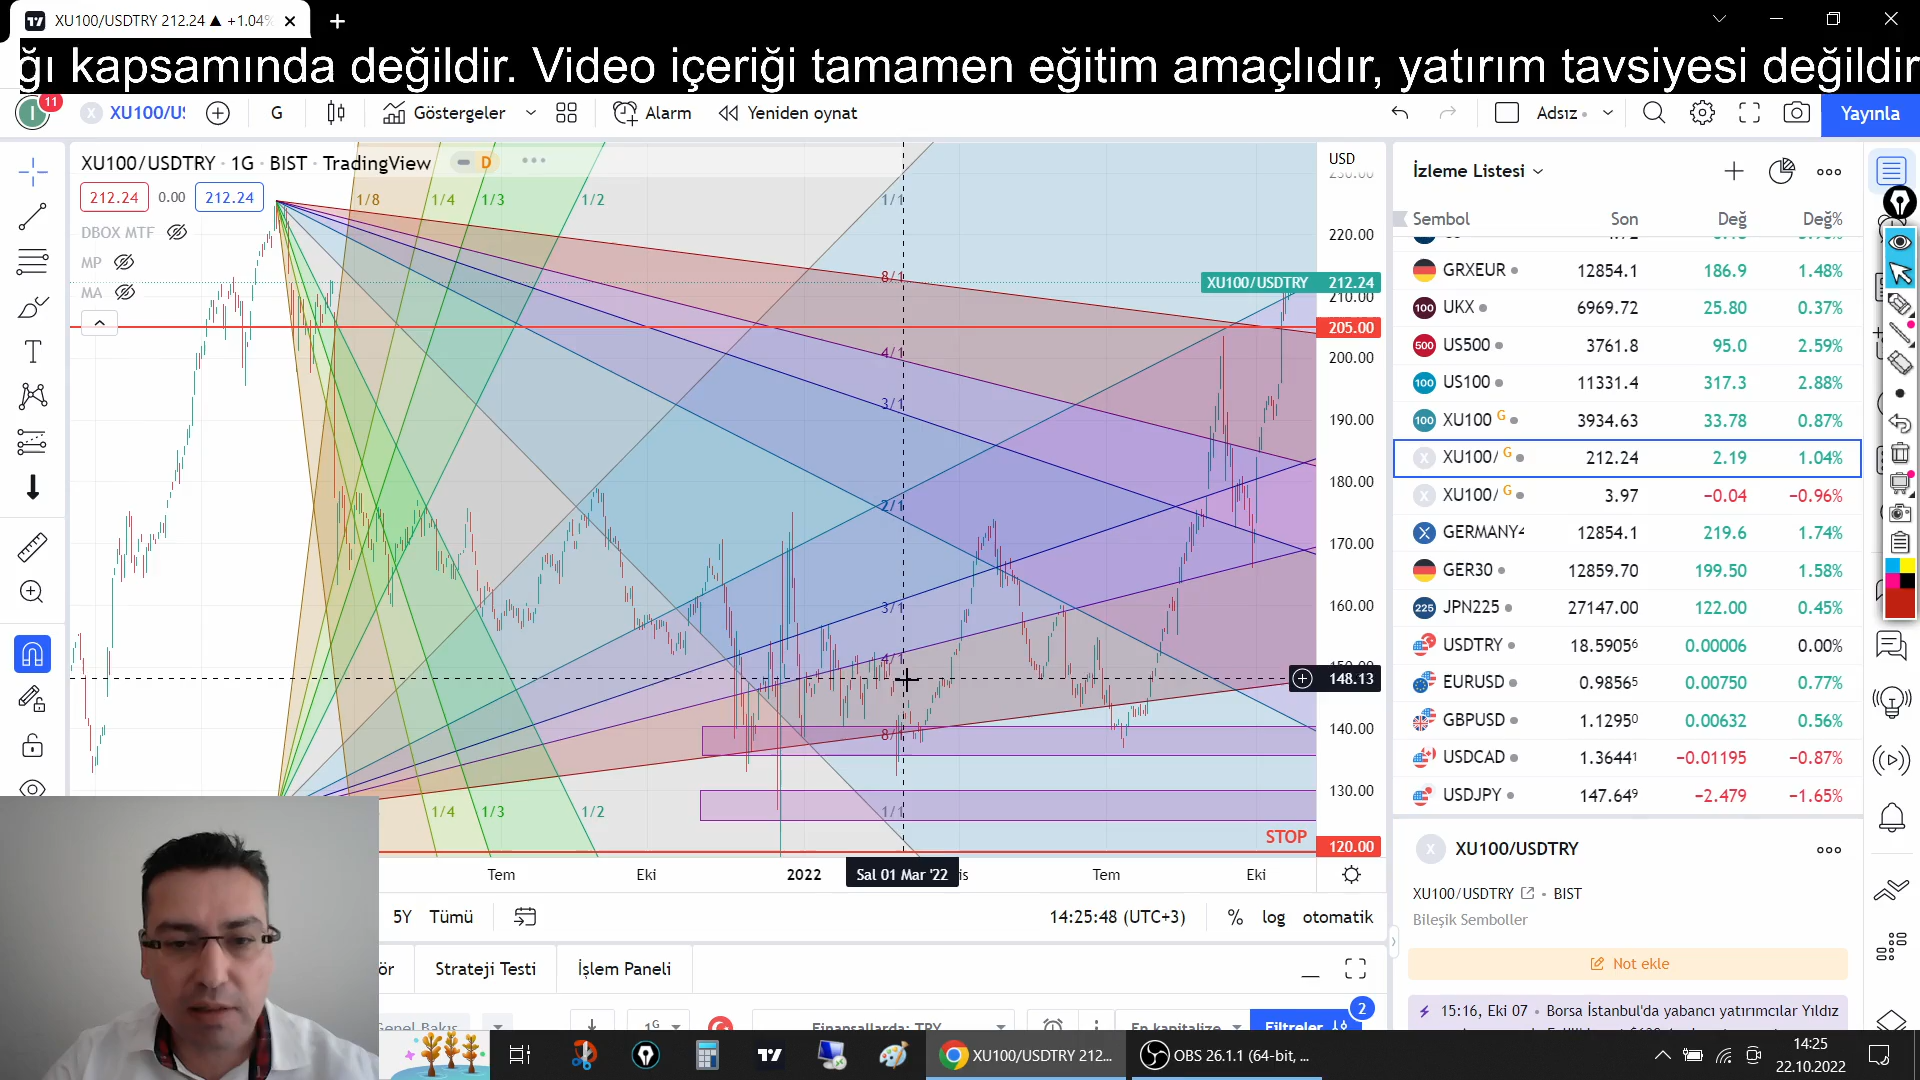 XU100/USDTRY 212.24 ▲ +1.04%
ğı kapsamında değildir. Video içeriği tamamen eğitim amaçlıdır, yatırım tavsiyesi değildir
I 11 XU100/US G Göstergeler Alarm Yeniden oynat Adsız Yayınla
XU100/USDTRY · 1G · BIST · TradingView D
212.24 0.00 212.24
DBOX MTF
MP
MA
1/8 1/4 1/3 1/2 1/1
8/1
4/1
3/1
2/1
3/1
4/1
8/
1/4 1/3 1/2 1/1
STOP
USD
230.00
220.00
XU100/USDTRY 212.24
210.00
205.00
200.00
190.00
180.00
170.00
160.00
148.13
140.00
130.00
120.00
Tem Eki 2022 Sal 01 Mar '22 is Tem Eki
5Y Tümü 14:25:48 (UTC+3) % log otomatik
ör Strateji Testi İşlem Paneli
Genel Bakış 1G Finansallarda: TRY En kapitalize Filtreler 2
İzleme Listesi
Sembol Son Değ Değ%
GRXEUR 12854.1 186.9 1.48%
UKX 6969.72 25.80 0.37%
US500 3761.8 95.0 2.59%
US100 11331.4 317.3 2.88%
XU100 G 3934.63 33.78 0.87%
XU100/ G 212.24 2.19 1.04%
XU100/ G 3.97 −0.04 −0.96%
GERMANY4 12854.1 219.6 1.74%
GER30 12859.70 199.50 1.58%
JPN225 27147.00 122.00 0.45%
USDTRY 18.59056 0.00006 0.00%
EURUSD 0.98565 0.00750 0.77%
GBPUSD 1.12950 0.00632 0.56%
USDCAD 1.36441 −0.01195 −0.87%
USDJPY 147.649 −2.479 −1.65%
XU100/USDTRY
XU100/USDTRY · BIST
Bileşik Semboller
Not ekle
15:16, Eki 07 · Borsa İstanbul'da yabancı yatırımcılar Yıldız
XU100/USDTRY 212... OBS 26.1.1 (64-bit, ... 14:25
22.10.2022